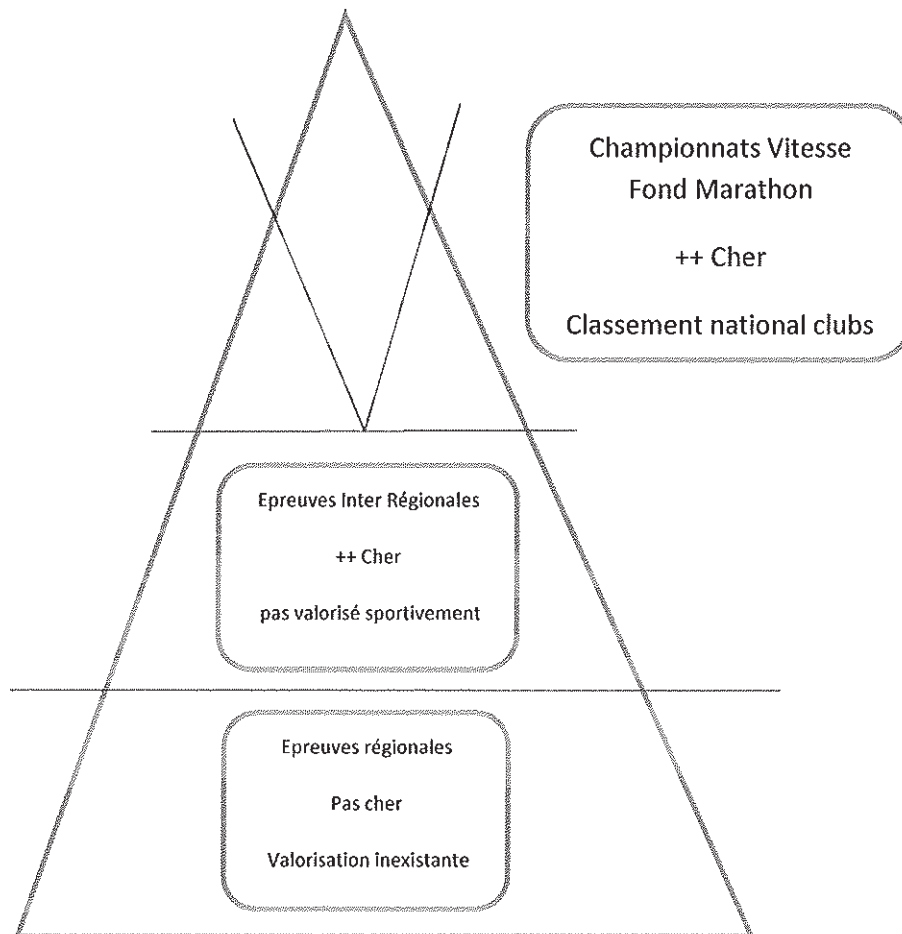 Championnats Vitesse
Fond Marathon
++ Cher
Classement national clubs
Epreuves Inter Régionales
++ Cher
pas valorisé sportivement
Epreuves régionales
Pas cher
Valorisation inexistante